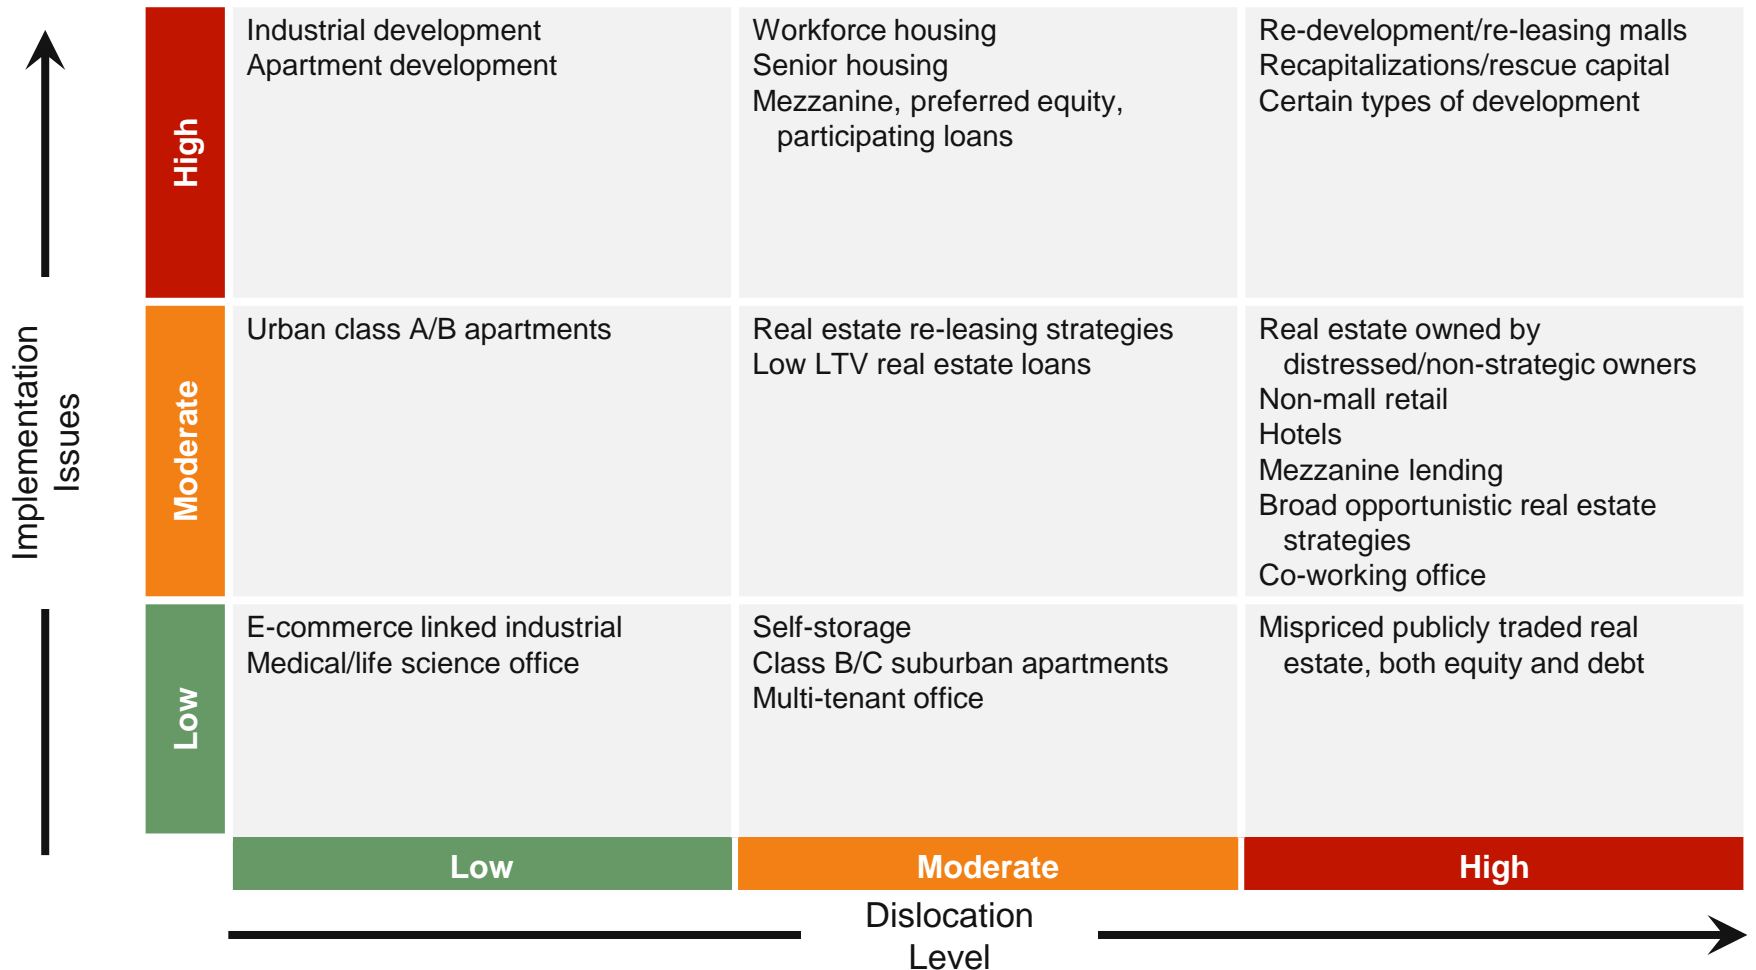 Implementation
Issues
High
Industrial development
Apartment development
Workforce housing
Senior housing
Mezzanine, preferred equity,
participating loans
Re-development/re-leasing malls
Recapitalizations/rescue capital
Certain types of development
Moderate
Urban class A/B apartments
Real estate re-leasing strategies
Low LTV real estate loans
Real estate owned by
distressed/non-strategic owners
Non-mall retail
Hotels
Mezzanine lending
Broad opportunistic real estate
strategies
Co-working office
Low
E-commerce linked industrial
Medical/life science office
Self-storage
Class B/C suburban apartments
Multi-tenant office
Mispriced publicly traded real
estate, both equity and debt
Low
Moderate
High
Dislocation
Level